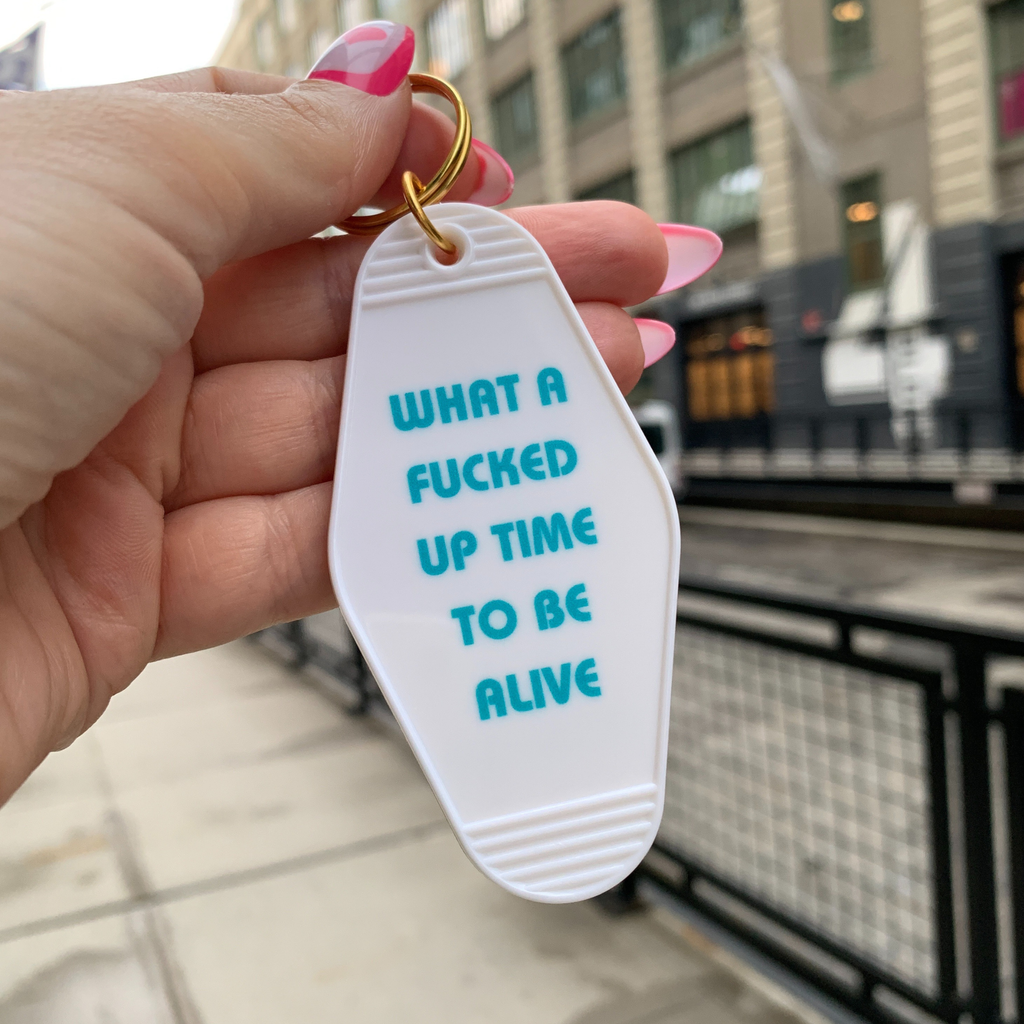 WHAT A
FUCKED
UP TIME
TO BE
ALIVE